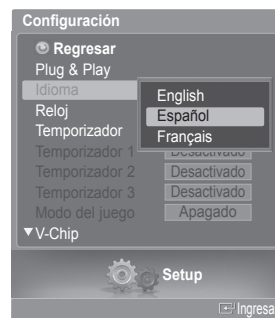 Configuración
Regresar
Plug & Play
Idioma
English
Español
Français
Reloj
Temporizador
Temporizador 1 Desactivado
Temporizador 2 Desactivado
Temporizador 3 Desactivado
Modo del juego Apagado
▼V-Chip
Setup
Ingresa